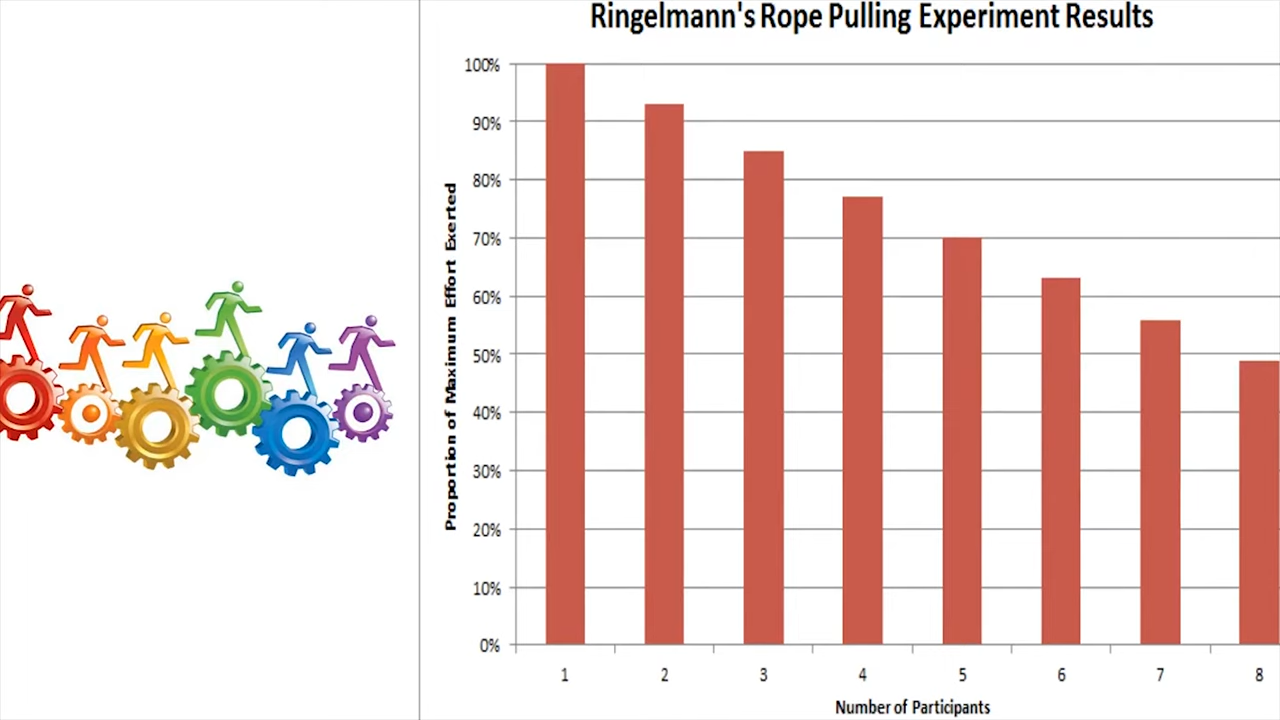 Ringelmann's Rope Pulling Experiment Results
Proportion of Maximum Effort Exerted
100%
90%
80%
70%
60%
50%
40%
30%
20%
10%
0%
1 2 3 4 5 6 7 8
Number of Participants